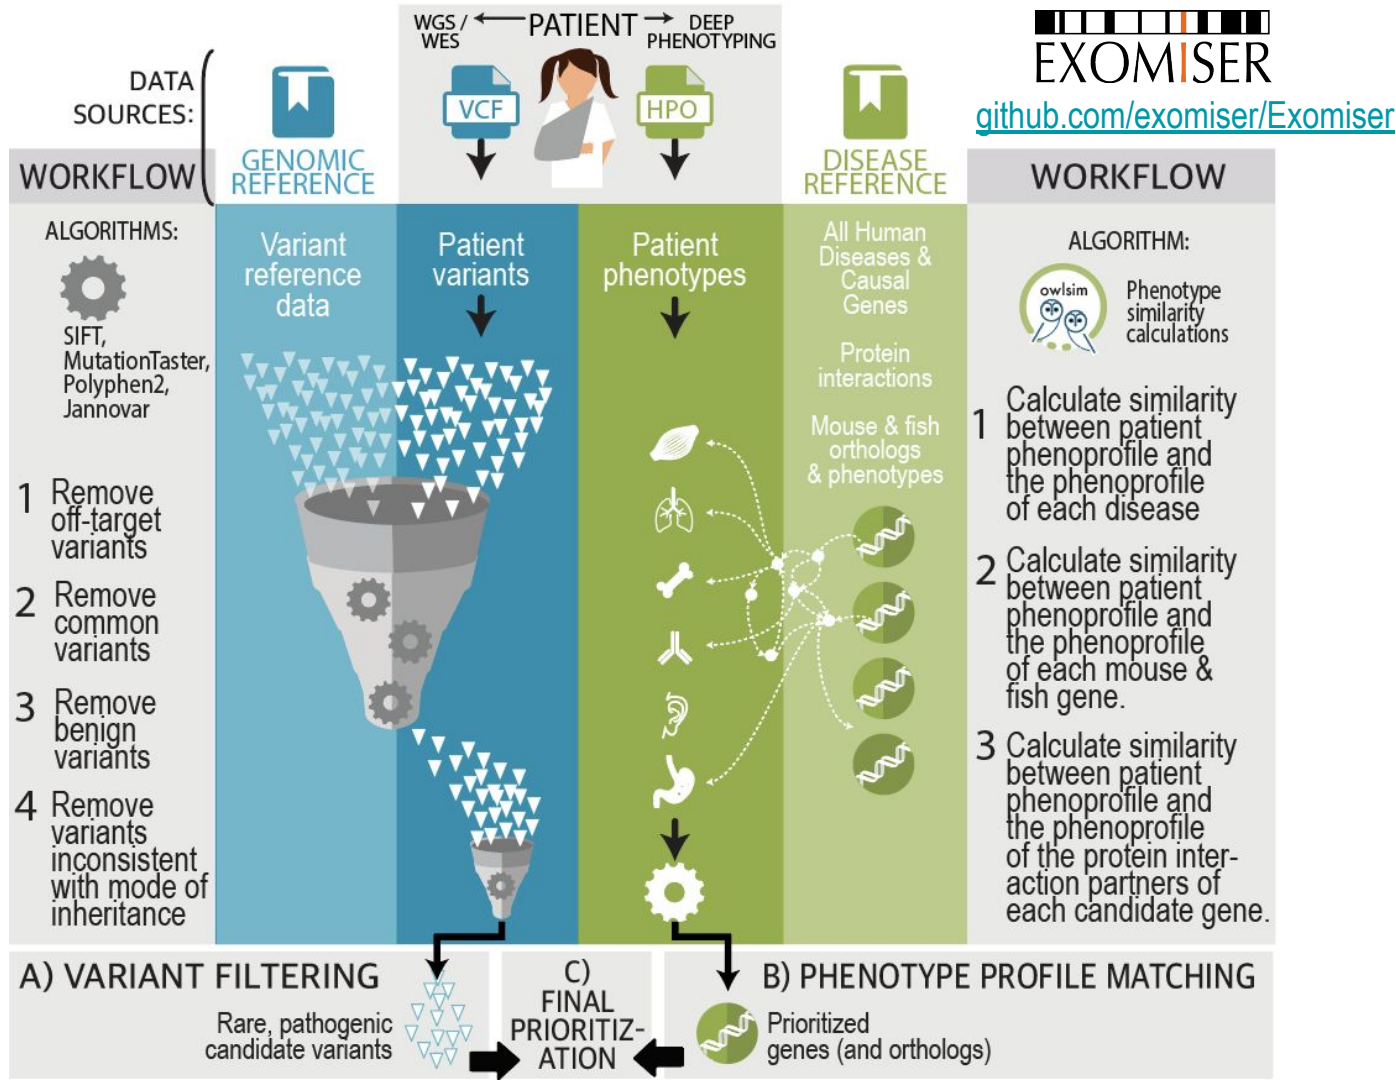 WGS / WES
PATIENT
DEEP PHENOTYPING
EXOMISER
github.com/exomiser/Exomiser
DATA
SOURCES:
VCF
HPO
GENOMIC
REFERENCE
DISEASE
REFERENCE
WORKFLOW
WORKFLOW
ALGORITHMS:
SIFT,
MutationTaster,
Polyphen2,
Jannovar
1 Remove
off-target
variants
2 Remove
common
variants
3 Remove
benign
variants
4 Remove
variants
inconsistent
with mode of
inheritance
Variant
reference
data
Patient
variants
Patient
phenotypes
All Human
Diseases &
Causal
Genes
Protein
interactions
Mouse & fish
orthologs
& phenotypes
ALGORITHM:
owlsim
Phenotype
similarity
calculations
1 Calculate similarity
between patient
phenoprofile and
the phenoprofile
of each disease
2 Calculate similarity
between patient
phenoprofile and
the phenoprofile
of each mouse &
fish gene.
3 Calculate similarity
between patient
phenoprofile and
the phenoprofile
of the protein inter-
action partners of
each candidate gene.
A) VARIANT FILTERING
Rare, pathogenic
candidate variants
C)
FINAL
PRIORITIZ-
ATION
B) PHENOTYPE PROFILE MATCHING
Prioritized
genes (and orthologs)